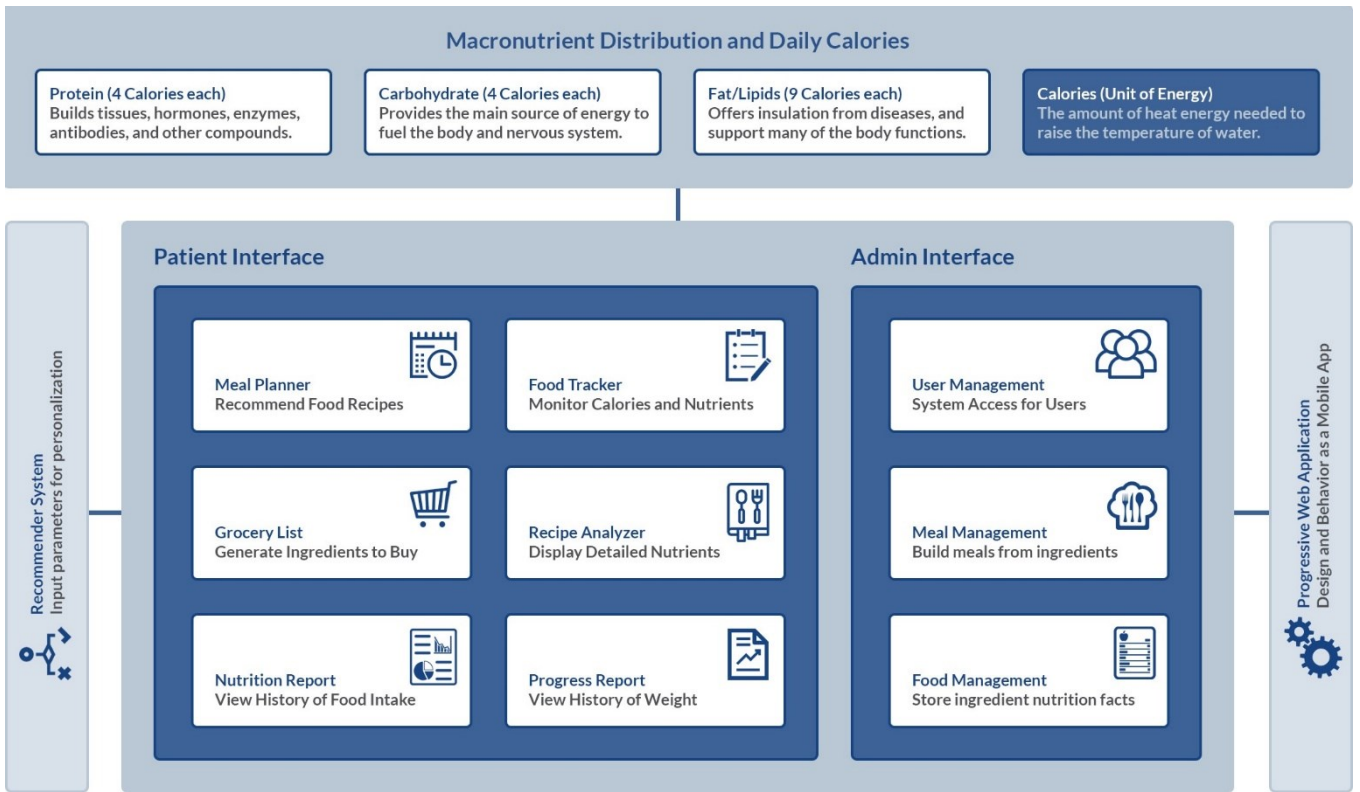 Macronutrient Distribution and Daily Calories
Protein (4 Calories each)
Builds tissues, hormones, enzymes,
antibodies, and other compounds.
Carbohydrate (4 Calories each)
Provides the main source of energy to
fuel the body and nervous system.
Fat/Lipids (9 Calories each)
Offers insulation from diseases, and
support many of the body functions.
Calories (Unit of Energy)
The amount of heat energy needed to
raise the temperature of water.
Recommender System
Input parameters for personalization
Patient Interface
Meal Planner
Recommend Food Recipes
Food Tracker
Monitor Calories and Nutrients
Grocery List
Generate Ingredients to Buy
Recipe Analyzer
Display Detailed Nutrients
Nutrition Report
View History of Food Intake
Progress Report
View History of Weight
Admin Interface
User Management
System Access for Users
Meal Management
Build meals from ingredients
Food Management
Store ingredient nutrition facts
Progressive Web Application
Design and Behavior as a Mobile App